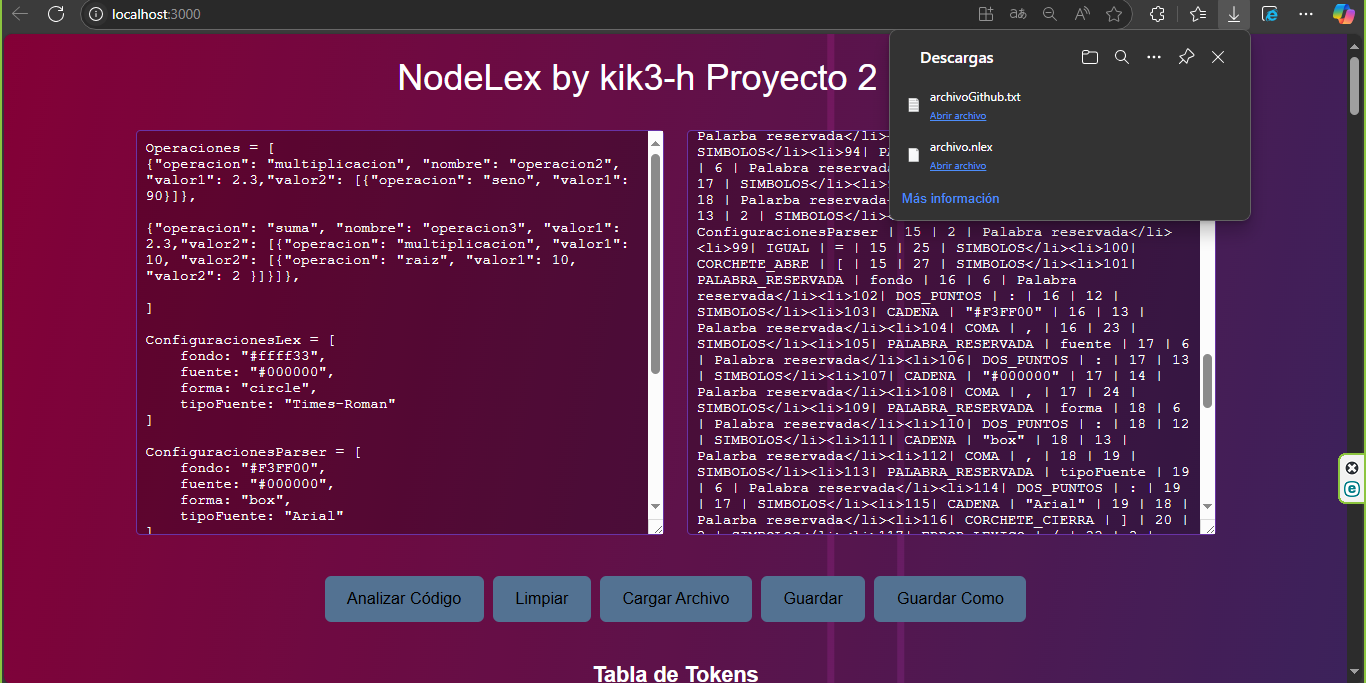 localhost:3000
NodeLex by kik3-h Proyecto 2
Descargas
archivoGithub.txt
Abrir archivo
archivo.nlex
Abrir archivo
Más información
Operaciones = [
{"operacion": "multiplicacion", "nombre": "operacion2",
"valor1": 2.3,"valor2": [{"operacion": "seno", "valor1":
90}]},
{"operacion": "suma", "nombre": "operacion3", "valor1":
2.3,"valor2": [{"operacion": "multiplicacion", "valor1":
10, "valor2": [{"operacion": "raiz", "valor1": 10,
"valor2": 2 }]}]},
]
ConfiguracionesLex = [
fondo: "#ffff33",
fuente: "#000000",
forma: "circle",
tipoFuente: "Times-Roman"
]
ConfiguracionesParser = [
fondo: "#F3FF00",
fuente: "#000000",
forma: "box",
tipoFuente: "Arial"
]
Palarba reservada</li>
SIMBOLOS</li><li>94|
| 6 | Palabra reservada
17 | SIMBOLOS</li>
18 | Palarba reservada
13 | 2 | SIMBOLOS</li>
ConfiguracionesParser | 15 | 2 | Palabra reservada</li>
<li>99| IGUAL | = | 15 | 25 | SIMBOLOS</li><li>100|
CORCHETE_ABRE | [ | 15 | 27 | SIMBOLOS</li><li>101|
PALABRA_RESERVADA | fondo | 16 | 6 | Palabra
reservada</li><li>102| DOS_PUNTOS | : | 16 | 12 |
SIMBOLOS</li><li>103| CADENA | "#F3FF00" | 16 | 13 |
Palarba reservada</li><li>104| COMA | , | 16 | 23 |
SIMBOLOS</li><li>105| PALABRA_RESERVADA | fuente | 17 | 6
| Palabra reservada</li><li>106| DOS_PUNTOS | : | 17 | 13
| SIMBOLOS</li><li>107| CADENA | "#000000" | 17 | 14 |
Palarba reservada</li><li>108| COMA | , | 17 | 24 |
SIMBOLOS</li><li>109| PALABRA_RESERVADA | forma | 18 | 6
| Palabra reservada</li><li>110| DOS_PUNTOS | : | 18 | 12
| SIMBOLOS</li><li>111| CADENA | "box" | 18 | 13 |
Palarba reservada</li><li>112| COMA | , | 18 | 19 |
SIMBOLOS</li><li>113| PALABRA_RESERVADA | tipoFuente | 19
| 6 | Palabra reservada</li><li>114| DOS_PUNTOS | : | 19
| 17 | SIMBOLOS</li><li>115| CADENA | "Arial" | 19 | 18 |
Palarba reservada</li><li>116| CORCHETE_CIERRA | ] | 20 |
Analizar Código
Limpiar
Cargar Archivo
Guardar
Guardar Como
Tabla de Tokens